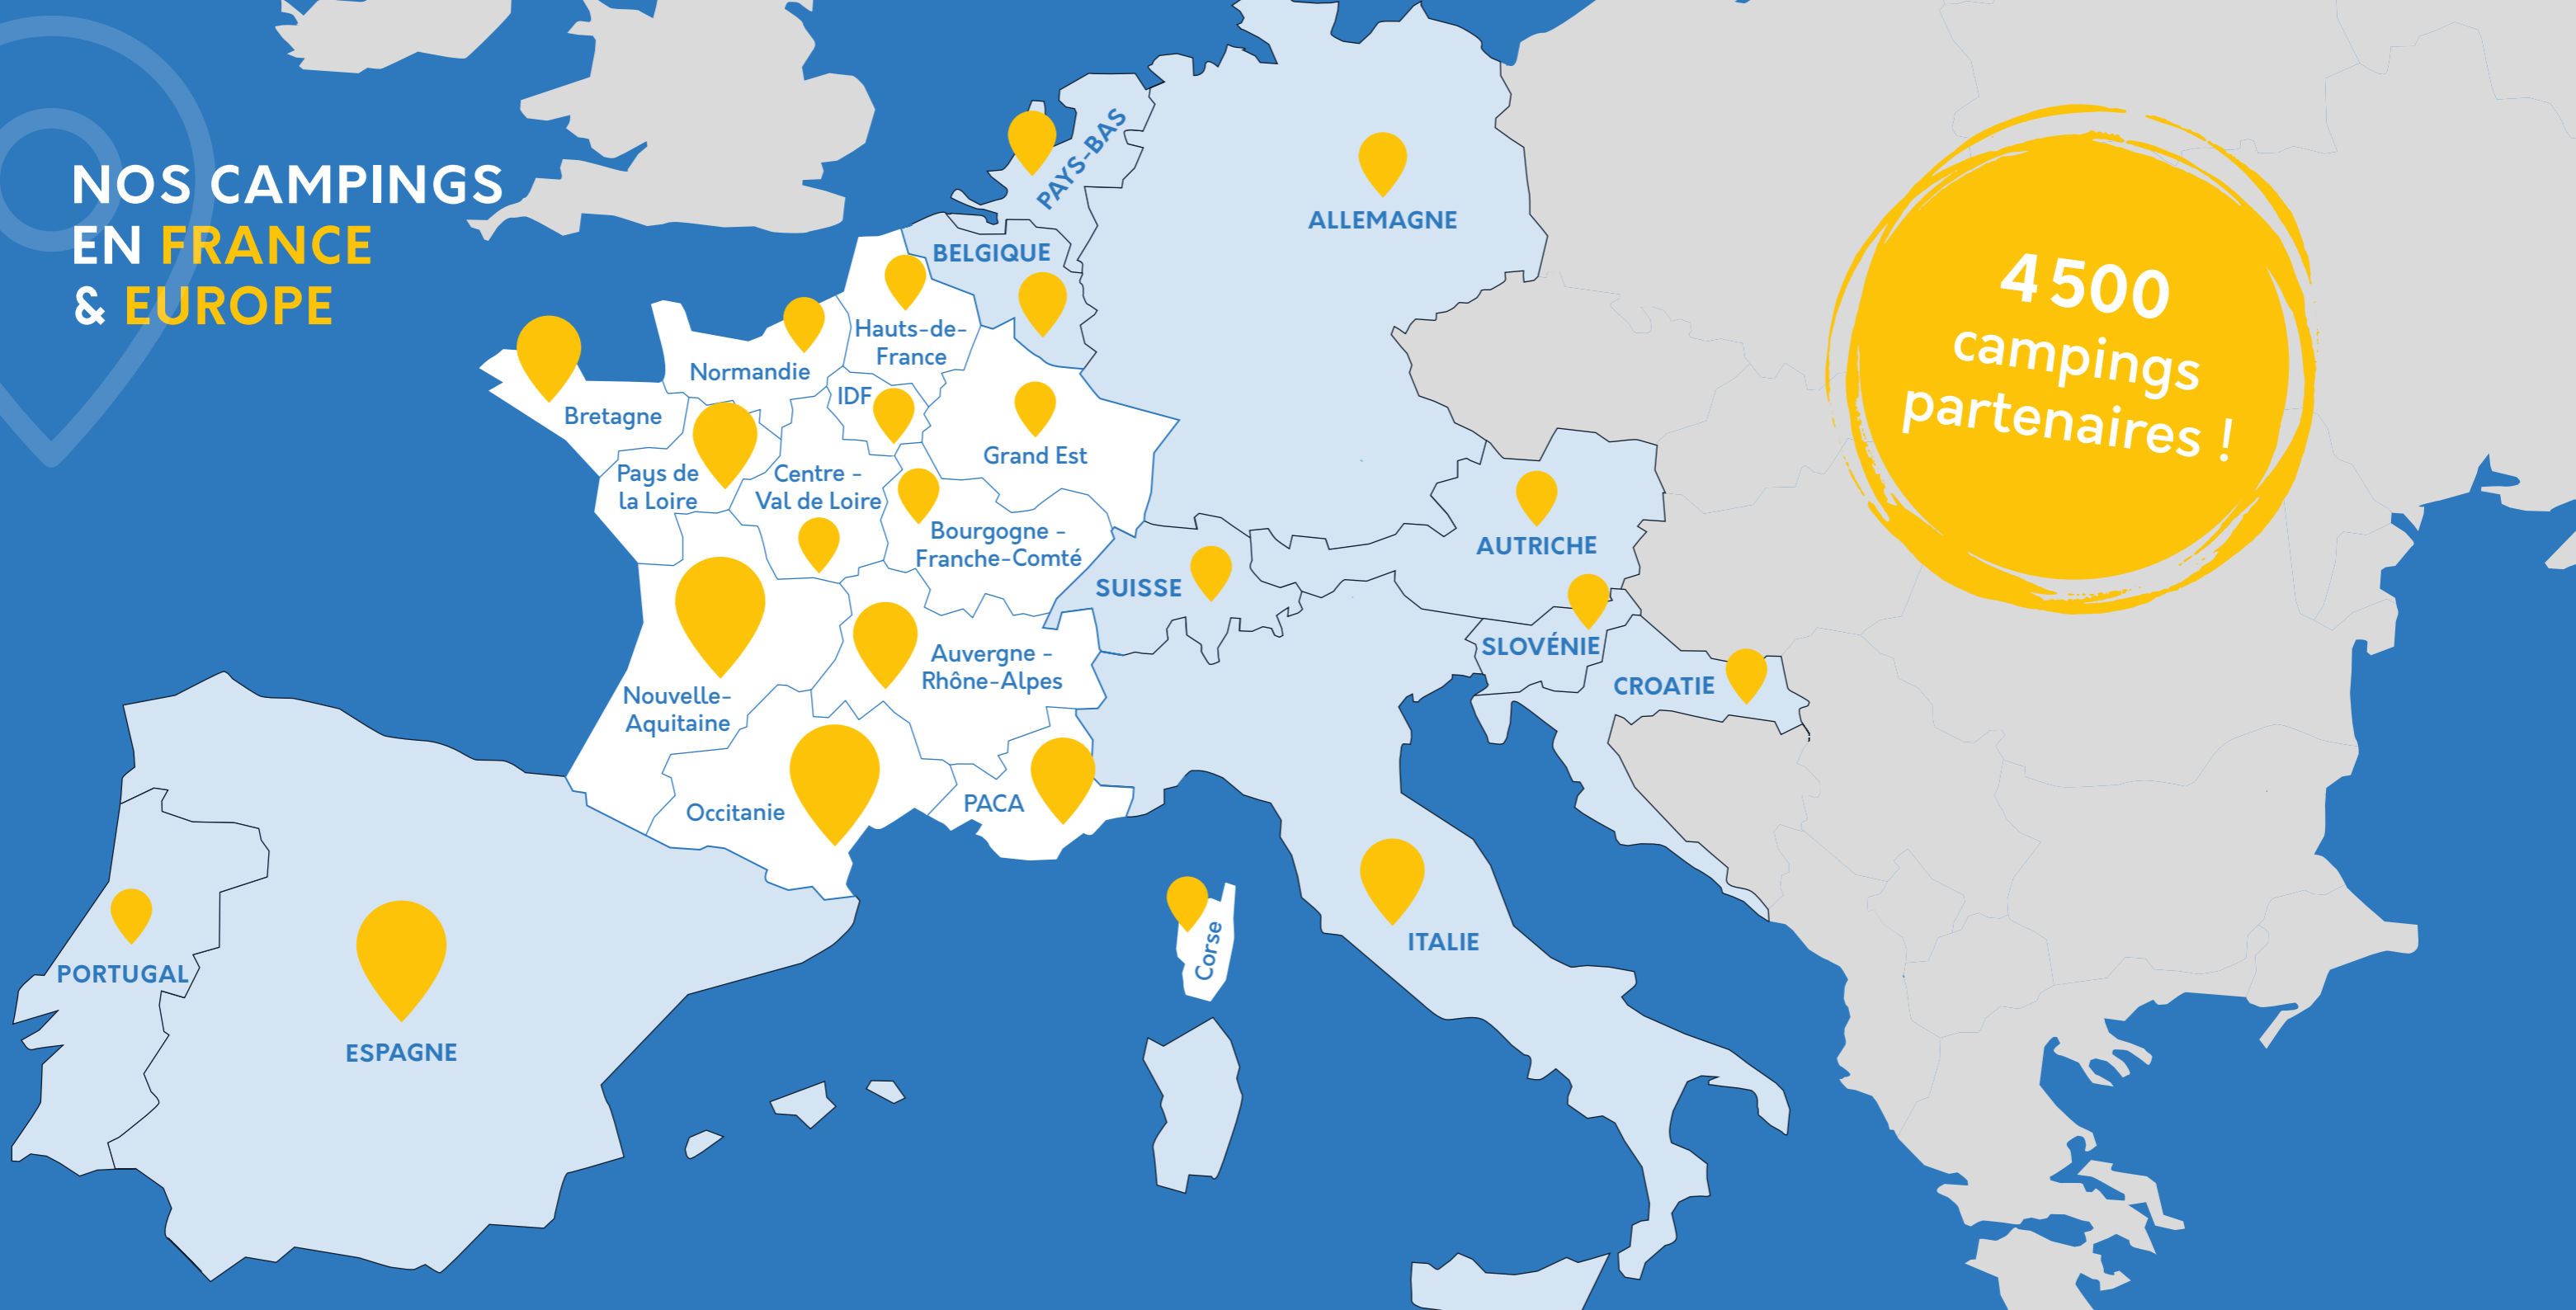 NOS CAMPINGS
EN FRANCE
& EUROPE
4 500
campings
partenaires !
PAYS-BAS
ALLEMAGNE
BELGIQUE
Hauts-de-
France
Normandie
IDF
Bretagne
Grand Est
Pays de
la Loire
Centre -
Val de Loire
Bourgogne -
Franche-Comté
AUTRICHE
SUISSE
SLOVÉNIE
CROATIE
Auvergne -
Rhône-Alpes
Nouvelle-
Aquitaine
Occitanie
PACA
Corse
ITALIE
PORTUGAL
ESPAGNE